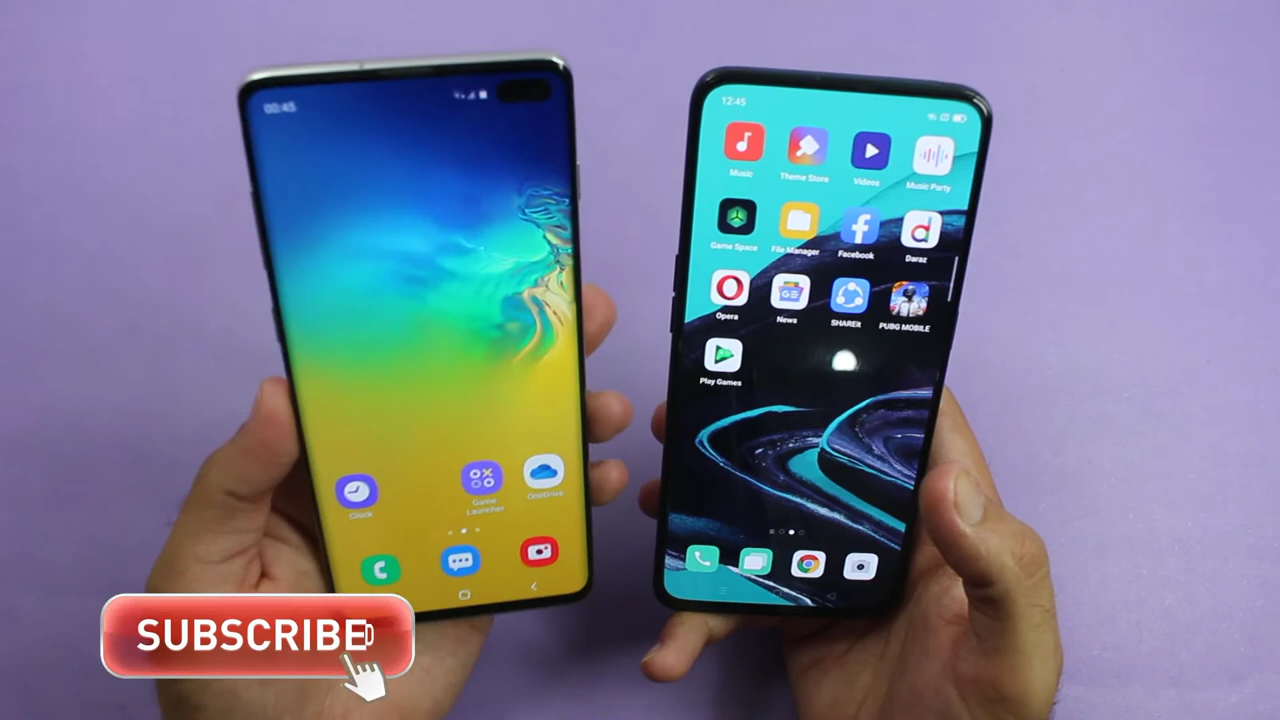 00:45
12:45
Music
Theme Store
Videos
Music Party
Game Space
File Manager
Facebook
Daraz
Opera
News
SHAREit
PUBG MOBILE
Play Games
Clock
Game
Launcher
OneDrive
SUBSCRIBED